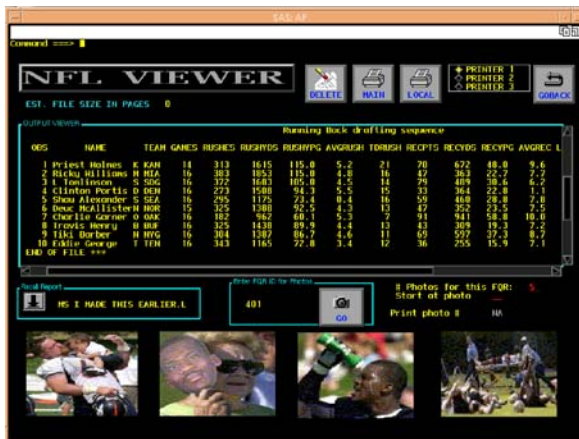 SAS: AF
Command ===>
NFL VIEWER
DELETE
MAIN
LOCAL
PRINTER 1
PRINTER 2
PRINTER 3
GOBACK
EST. FILE SIZE IN PAGES 0
OUTPUT VIEWER
Running Back drafting sequence
OBS NAME TEAM GAMES RUSHES RUSHYDS RUSHYPG AVGRUSH TDRUSH RECPTS RECYDS RECYPG AVGREC L
1 Priest Holmes K KAN 14 313 1615 115.0 5.2 21 70 672 48.0 9.6
2 Ricky Williams M MIA 16 383 1853 115.0 4.8 16 47 363 22.7 7.7
3 L Tomlinson S SDG 16 372 1683 105.0 4.5 14 79 489 30.6 6.2
4 Clinton Portis D DEN 16 273 1508 94.3 5.5 15 33 364 22.8 1.1
5 Shau Alexander S SEA 16 295 1175 73.4 0.4 16 59 460 28.8 7.8
6 Deuc McAllister N NOR 15 325 1388 92.5 4.3 13 47 352 23.5 7.5
7 Charlie Garner O OAK 16 182 962 60.1 5.3 7 91 941 58.8 10.0
8 Travis Henry B BUF 16 325 1438 89.9 4.4 13 43 309 19.3 7.2
9 Tiki Barber N NYG 16 304 1387 86.7 4.6 11 69 597 37.3 8.7
10 Eddie George T TEN 16 343 1165 72.8 3.4 12 36 255 15.9 7.1
END OF FILE ***
Recall Report
MS I MADE THIS EARLIER.L
Enter FQR ID for Photos
401
GO
# Photos for this FQR: 5
Start at photo
Print photo # NA